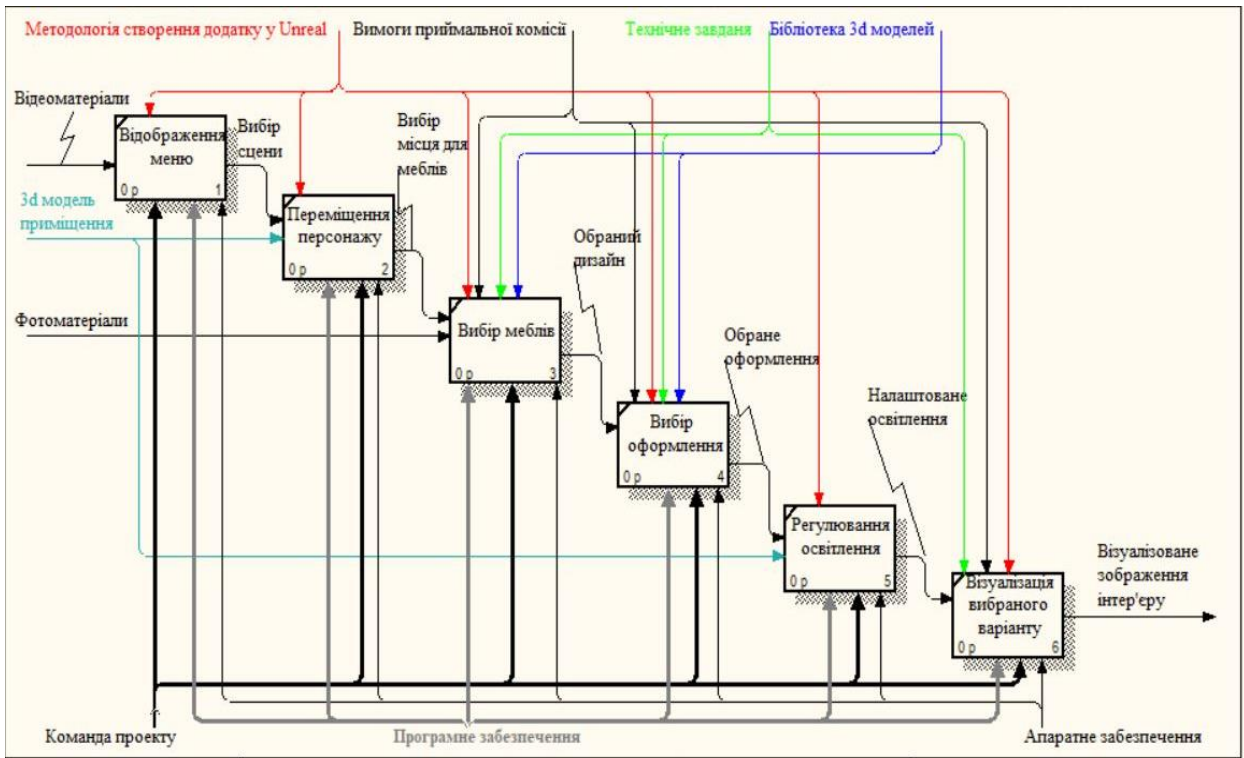 Методологія створення додатку у Unreal
Вимоги приймальної комісії
Технічне завданя
Бібліотека 3d моделей
Відеоматеріали
Відображення
меню
0 р
1
Вибір
сцени
Вибір
місця для
меблів
3d модель
приміщення
Переміщення
персонажу
0 р
2
Обраний
дизайн
Фотоматеріали
Вибір меблів
0 р
3
Обране
оформлення
Вибір
оформлення
0 р
4
Налаштоване
освітлення
Регулювання
освітлення
0 р
5
Візуалізоване
зображення
інтер'єру
Візуалізація
вибраного
варіанту
0 р
6
Команда проекту
Програмне забезпечення
Апаратне забезпечення